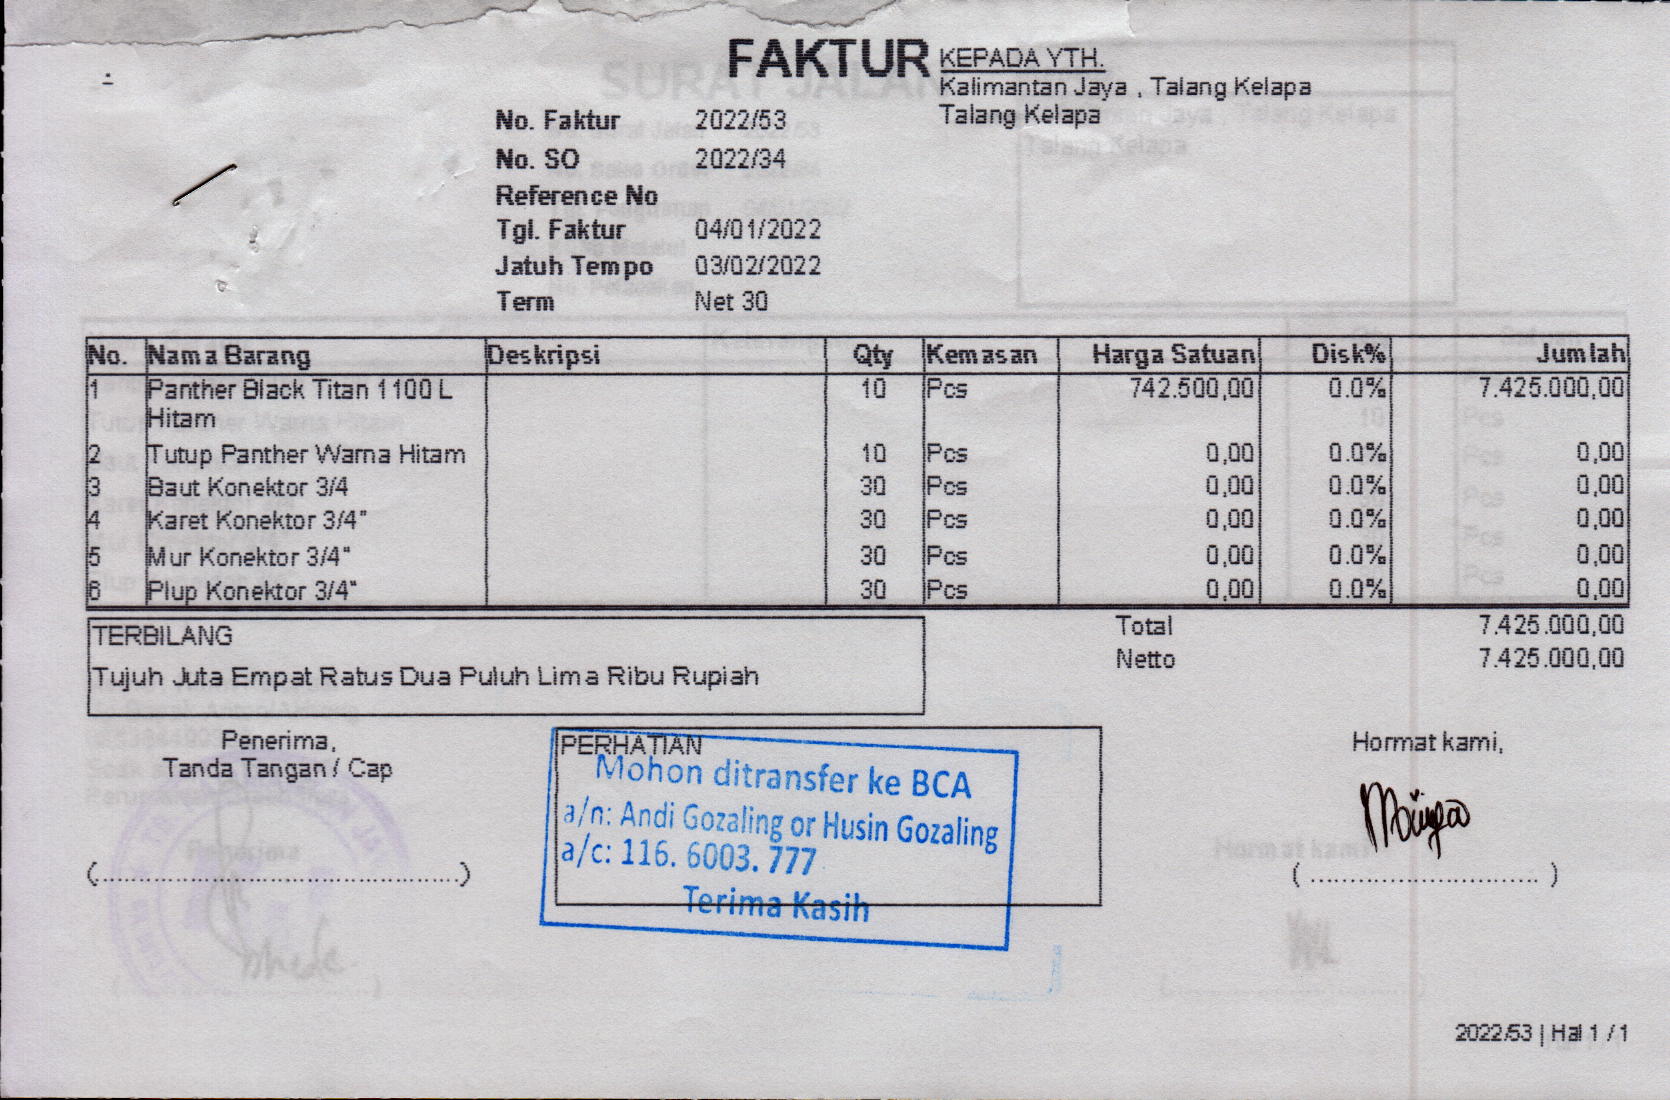 FAKTUR
KEPADA YTH.
Kalimantan Jaya , Talang Kelapa
Talang Kelapa
No. Faktur 2022/53
No. SO 2022/34
Reference No
Tgl. Faktur 04/01/2022
Jatuh Tempo 03/02/2022
Term Net 30
No. Nama Barang Deskripsi Qty Kemasan Harga Satuan Disk% Jumlah
1 Panther Black Titan 1100 L 10 Pcs 742.500,00 0.0% 7.425.000,00
Hitam
2 Tutup Panther Warna Hitam 10 Pcs 0,00 0.0% 0,00
3 Baut Konektor 3/4 30 Pcs 0,00 0.0% 0,00
4 Karet Konektor 3/4" 30 Pcs 0,00 0.0% 0,00
5 Mur Konektor 3/4" 30 Pcs 0,00 0.0% 0,00
6 Plup Konektor 3/4" 30 Pcs 0,00 0.0% 0,00
Total 7.425.000,00
Netto 7.425.000,00
TERBILANG
Tujuh Juta Empat Ratus Dua Puluh Lima Ribu Rupiah
Penerima,
Tanda Tangan / Cap
(................................................)
PERHATIAN
Mohon ditransfer ke BCA
a/n: Andi Gozaling or Husin Gozaling
a/c: 116. 6003. 777
Terima Kasih
Hormat kami,
( .............................. )
2022/53 | Hal 1 / 1